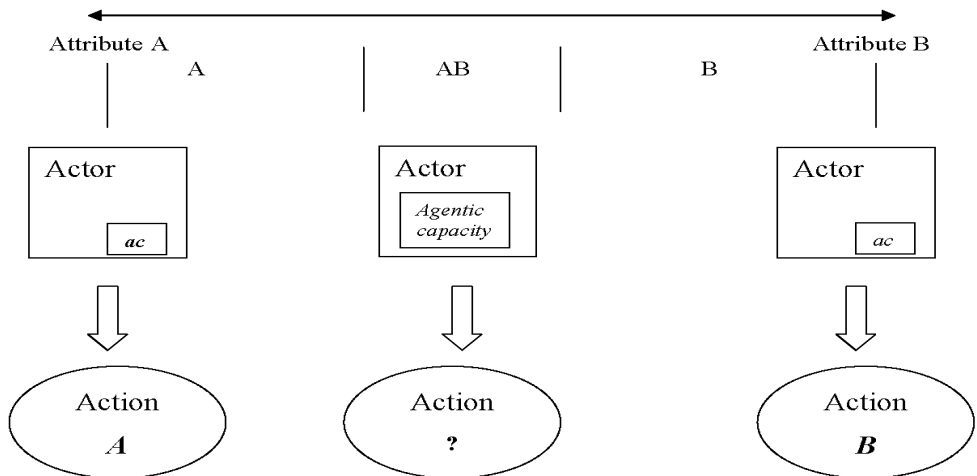 Attribute A
Attribute B
A
AB
B
Actor
ac
Actor
Agentic
capacity
Actor
ac
Action
A
Action
?
Action
B